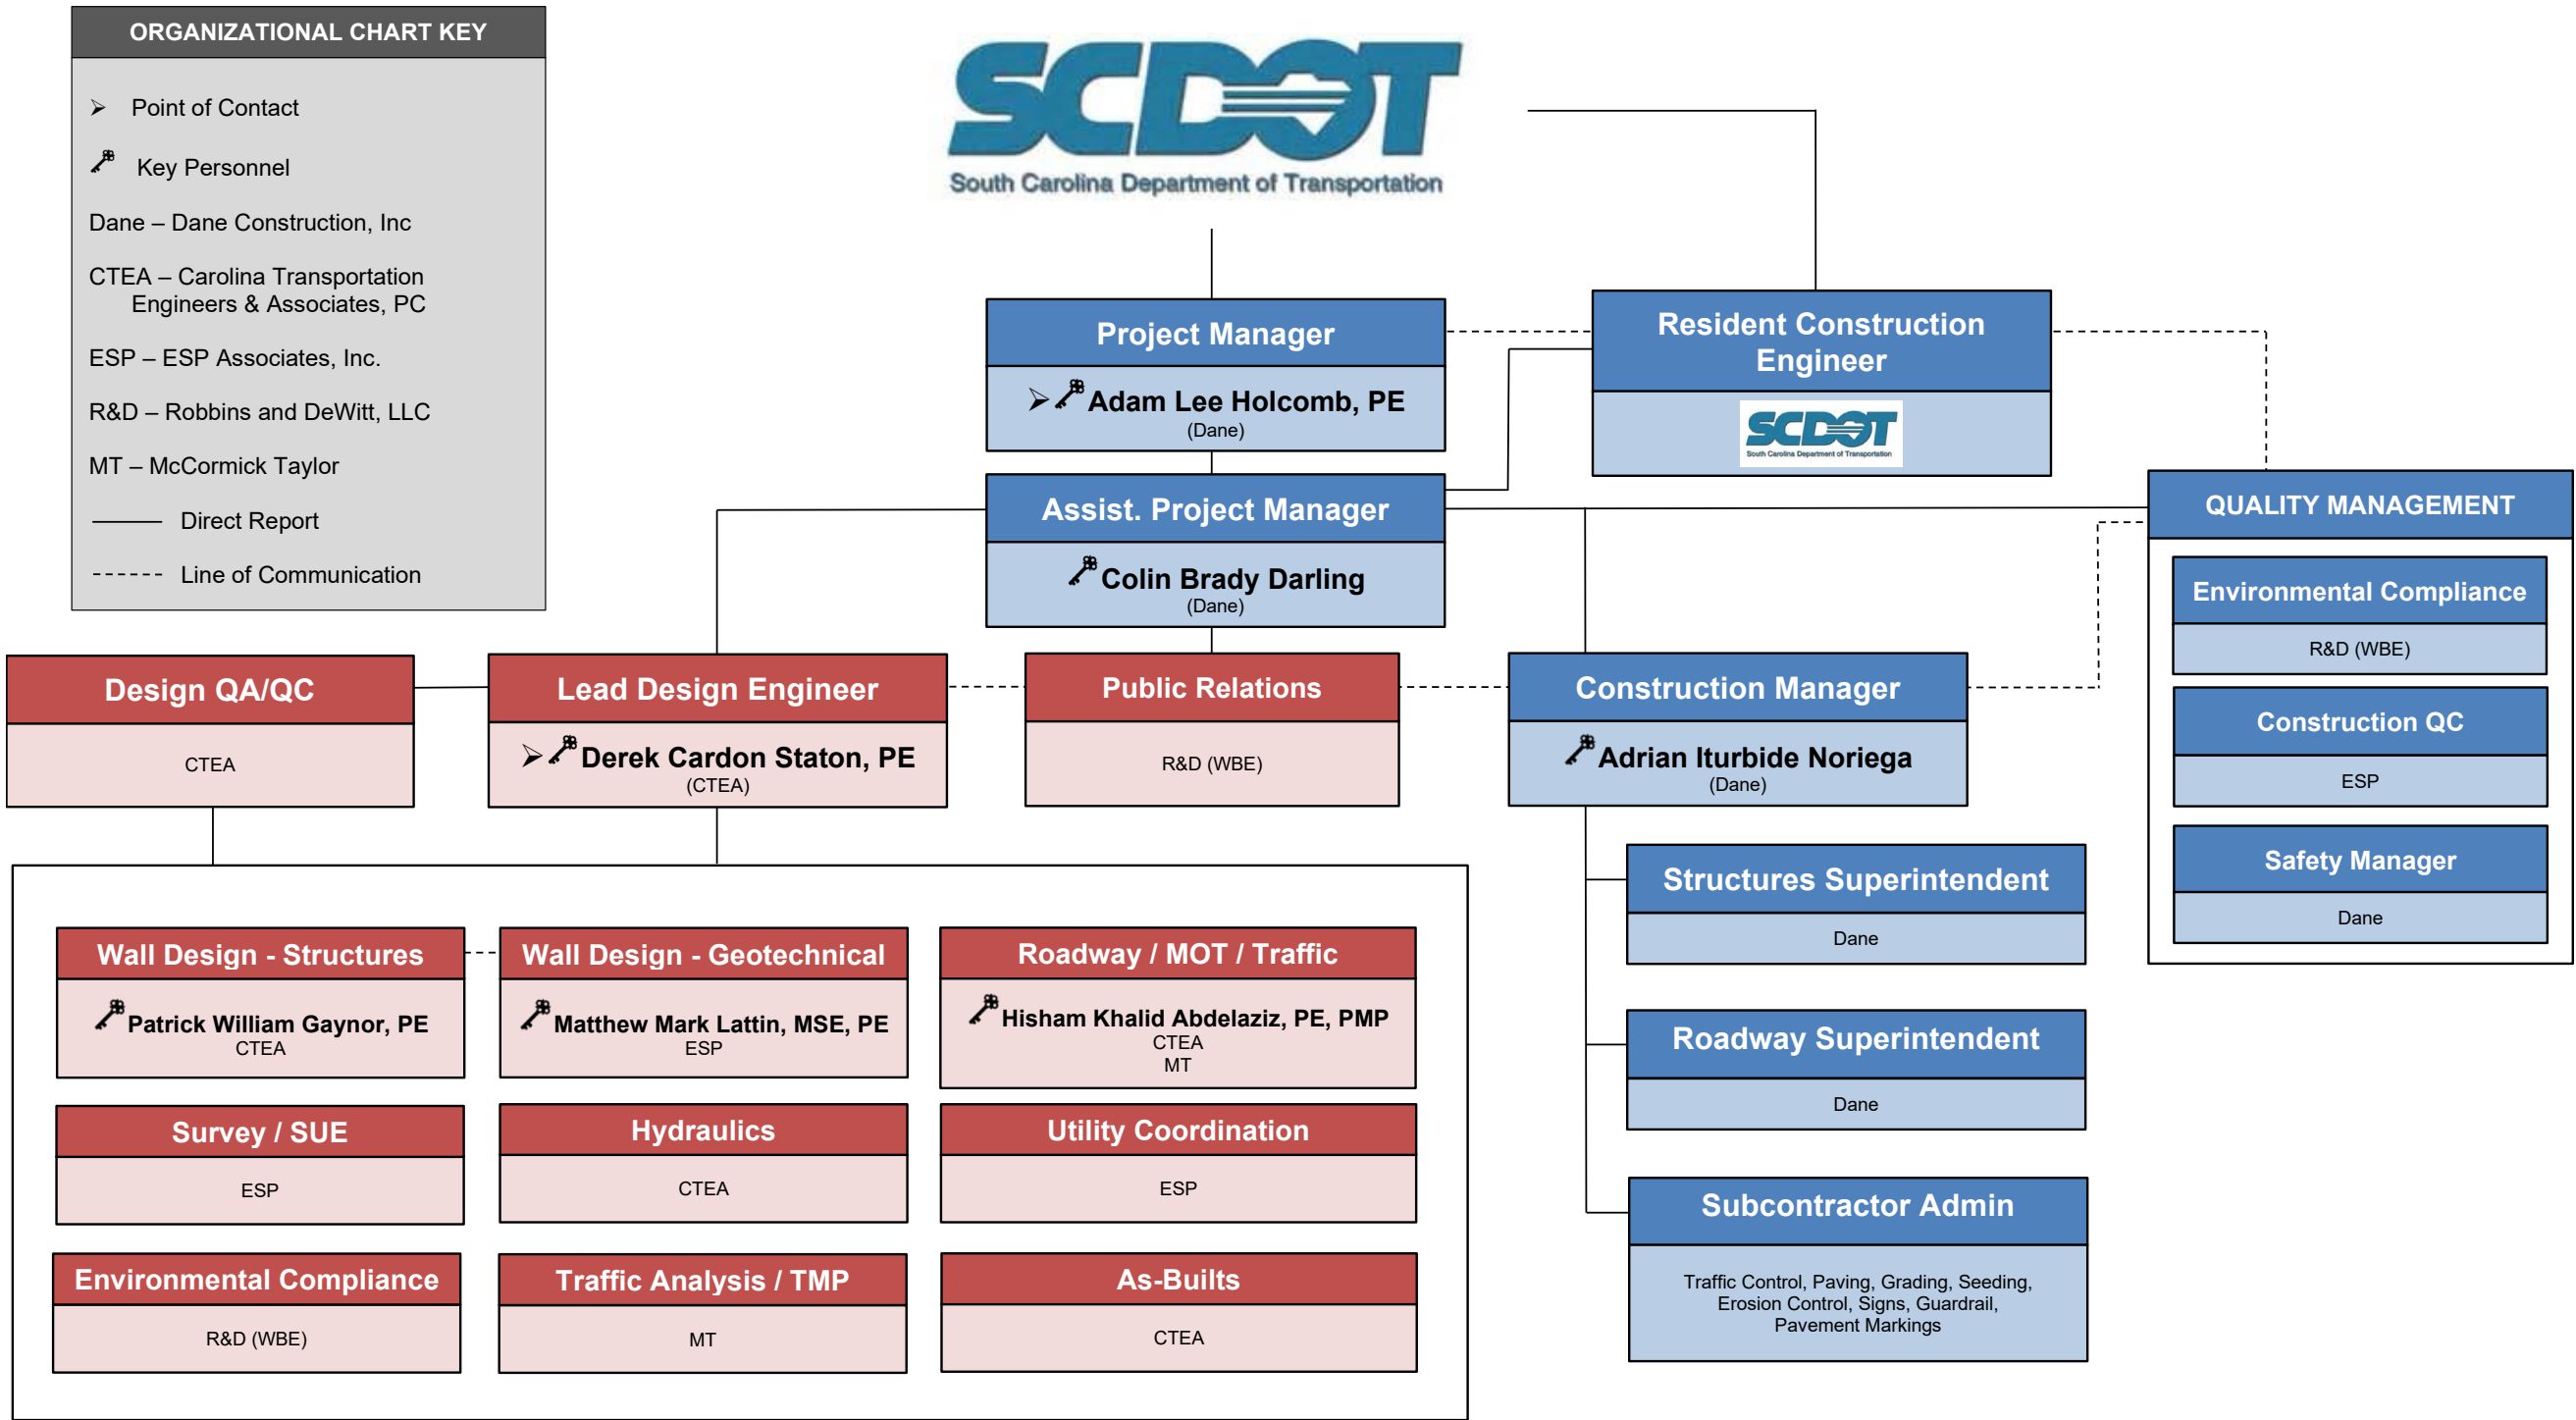 ORGANIZATIONAL CHART KEY
➢ Point of Contact
Key Personnel
Dane – Dane Construction, Inc
CTEA – Carolina Transportation
Engineers & Associates, PC
ESP – ESP Associates, Inc.
R&D – Robbins and DeWitt, LLC
MT – McCormick Taylor
Direct Report
Line of Communication
SCDOT
South Carolina Department of Transportation
Project Manager
➢ Adam Lee Holcomb, PE
(Dane)
Resident Construction
Engineer
SCDOT
South Carolina Department of Transportation
Assist. Project Manager
Colin Brady Darling
(Dane)
QUALITY MANAGEMENT
Environmental Compliance
R&D (WBE)
Construction QC
ESP
Safety Manager
Dane
Design QA/QC
CTEA
Lead Design Engineer
➢ Derek Cardon Staton, PE
(CTEA)
Public Relations
R&D (WBE)
Construction Manager
Adrian Iturbide Noriega
(Dane)
Structures Superintendent
Dane
Roadway Superintendent
Dane
Subcontractor Admin
Traffic Control, Paving, Grading, Seeding,
Erosion Control, Signs, Guardrail,
Pavement Markings
Wall Design - Structures
Patrick William Gaynor, PE
CTEA
Wall Design - Geotechnical
Matthew Mark Lattin, MSE, PE
ESP
Roadway / MOT / Traffic
Hisham Khalid Abdelaziz, PE, PMP
CTEA
MT
Survey / SUE
ESP
Hydraulics
CTEA
Utility Coordination
ESP
Environmental Compliance
R&D (WBE)
Traffic Analysis / TMP
MT
As-Builts
CTEA